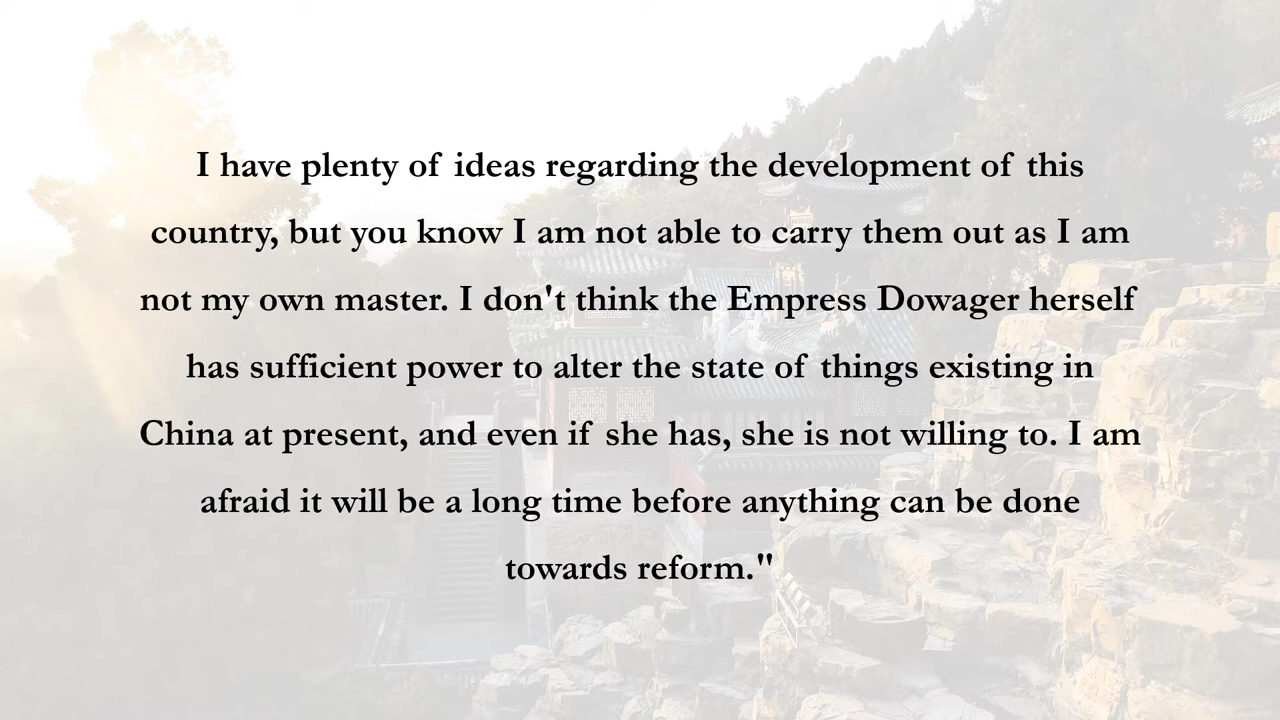 I have plenty of ideas regarding the development of this
country, but you know I am not able to carry them out as I am
not my own master. I don't think the Empress Dowager herself
has sufficient power to alter the state of things existing in
China at present, and even if she has, she is not willing to. I am
afraid it will be a long time before anything can be done
towards reform."